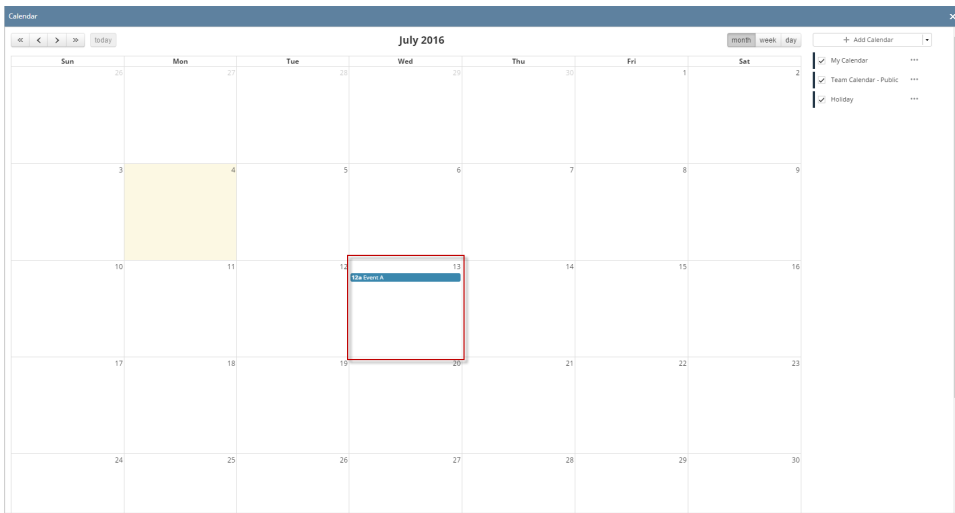 Calendar
« < > » today July 2016 month week day + Add Calendar
Sun Mon Tue Wed Thu Fri Sat
My Calendar
Team Calendar - Public
Holiday
26 27 28 29 30 1 2
3 4 5 6 7 8 9
10 11 12 13 14 15 16
12a Event A
17 18 19 20 21 22 23
24 25 26 27 28 29 30